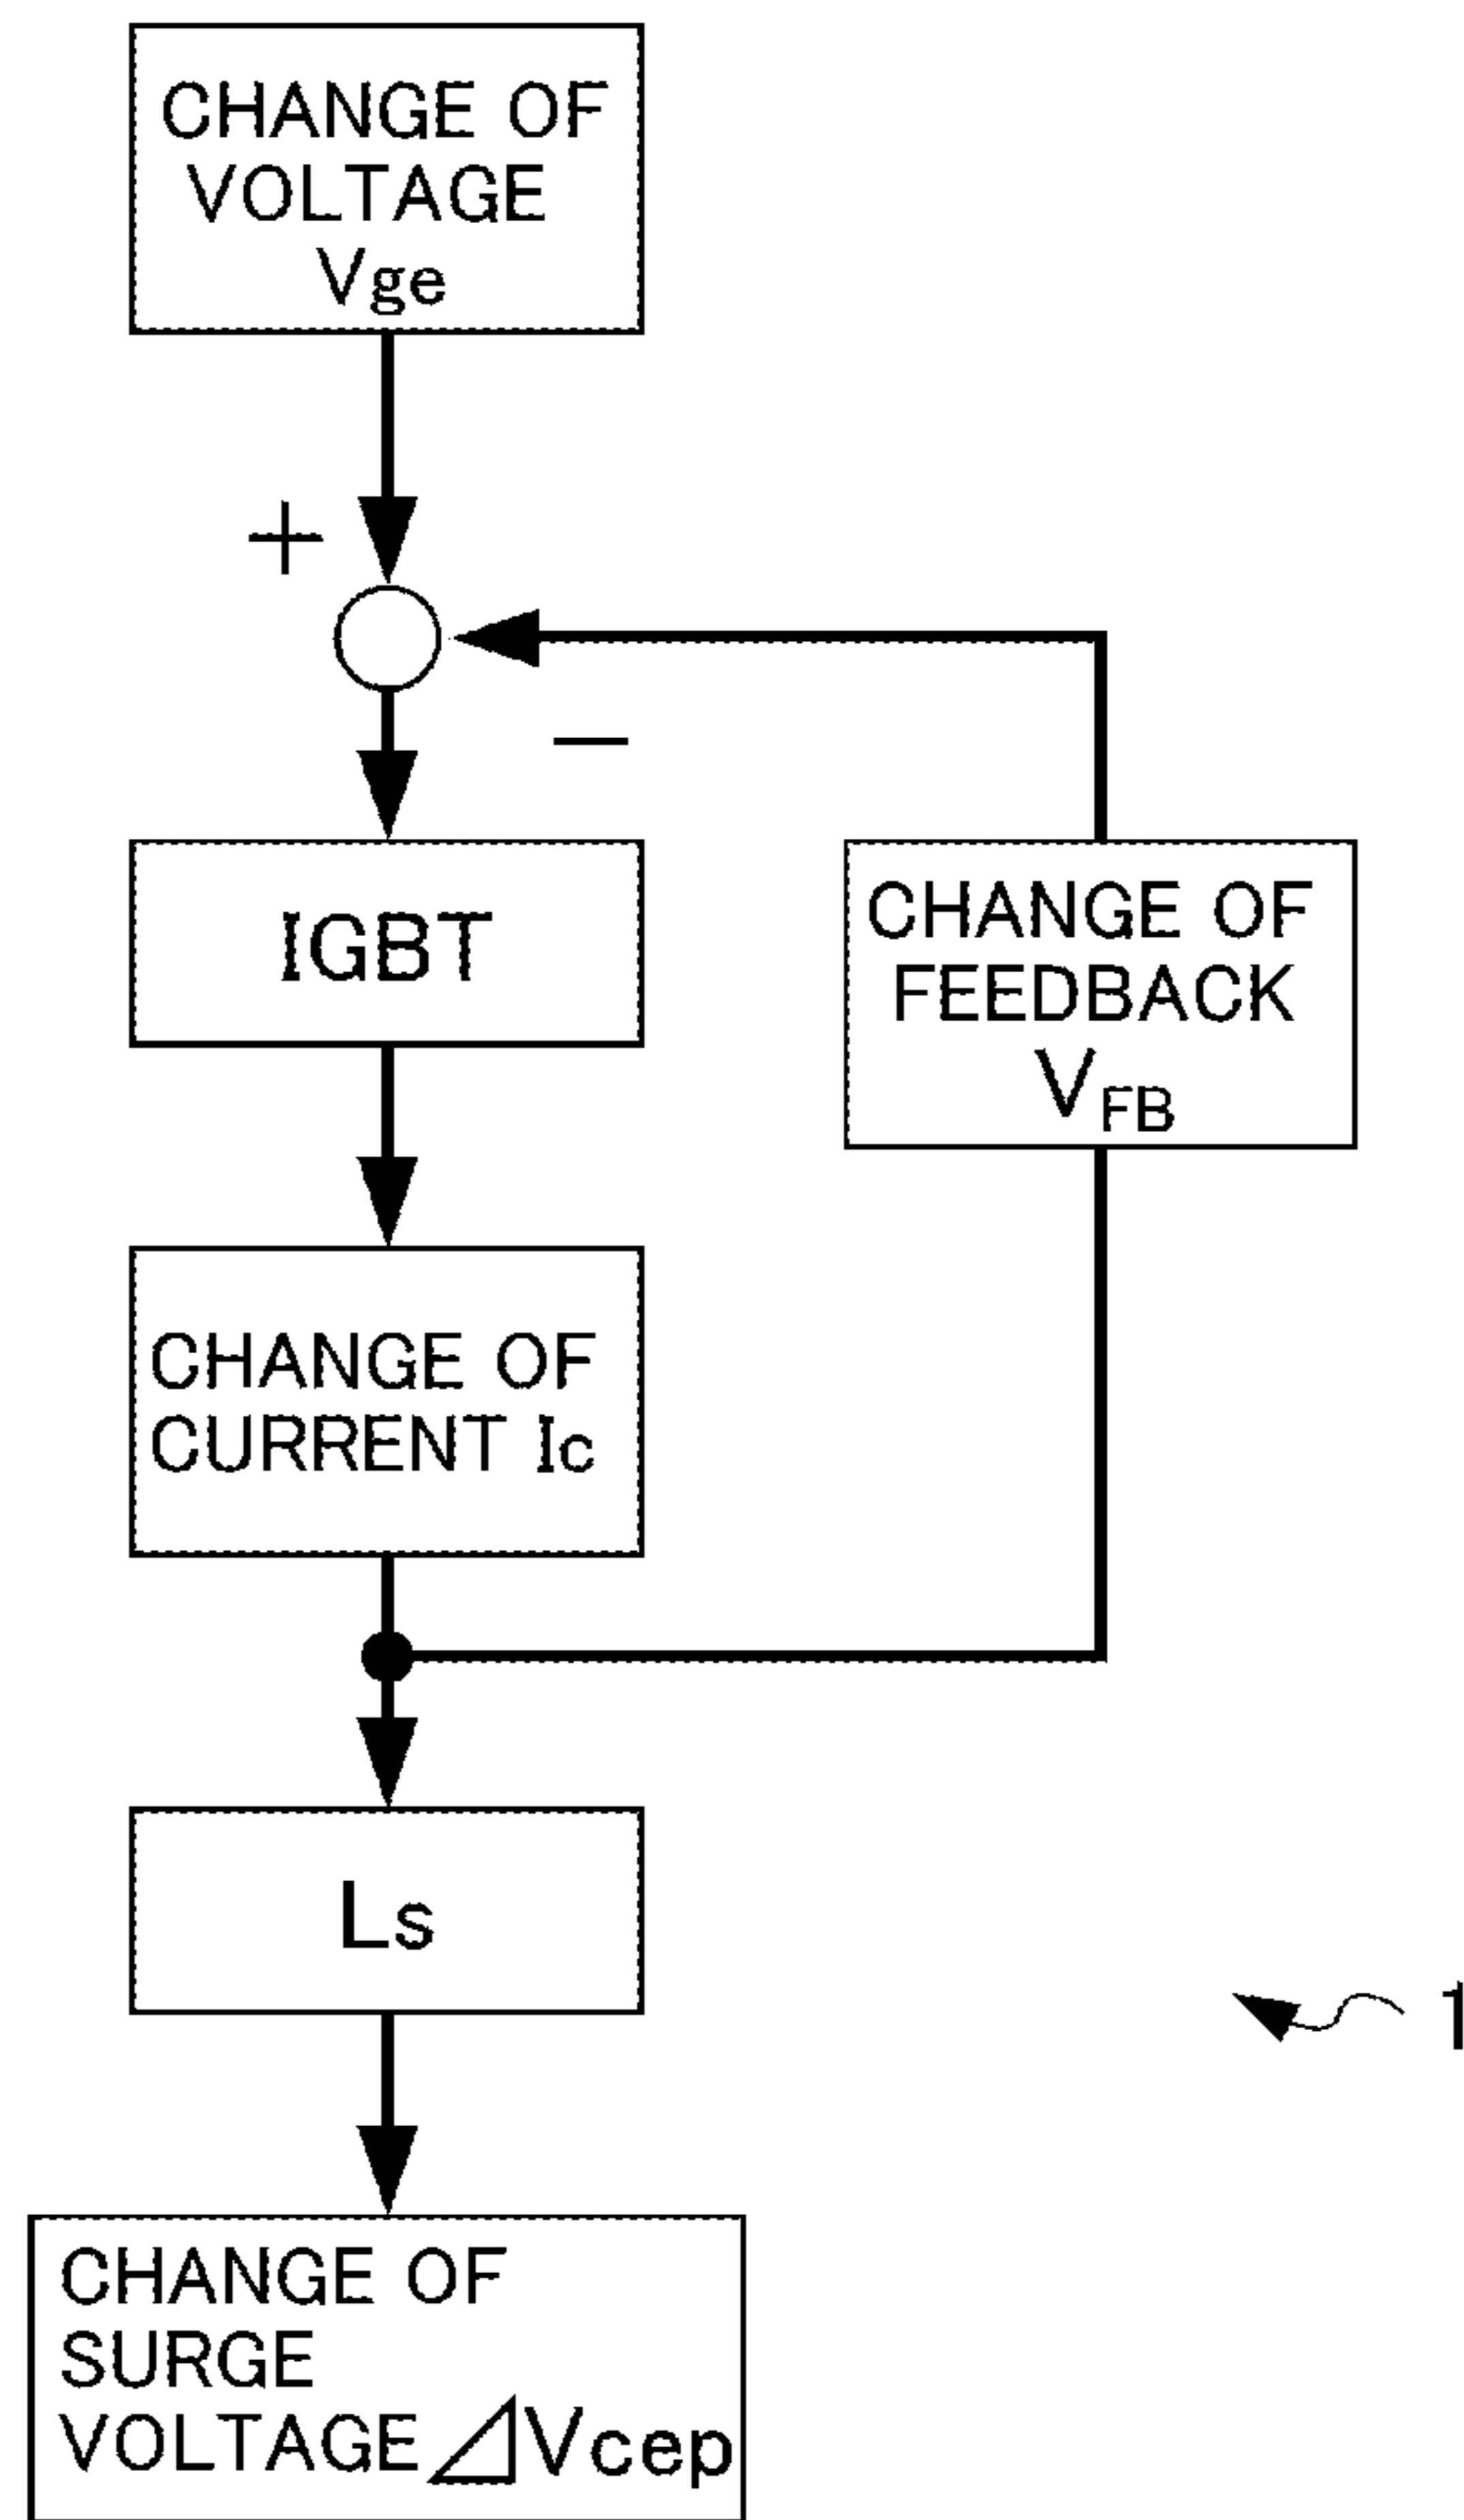 CHANGE OF
VOLTAGE
Vge
+
—
IGBT
CHANGE OF
FEEDBACK
VFB
CHANGE OF
CURRENT Ic
Ls
1
CHANGE OF
SURGE
VOLTAGE⊿Vcep